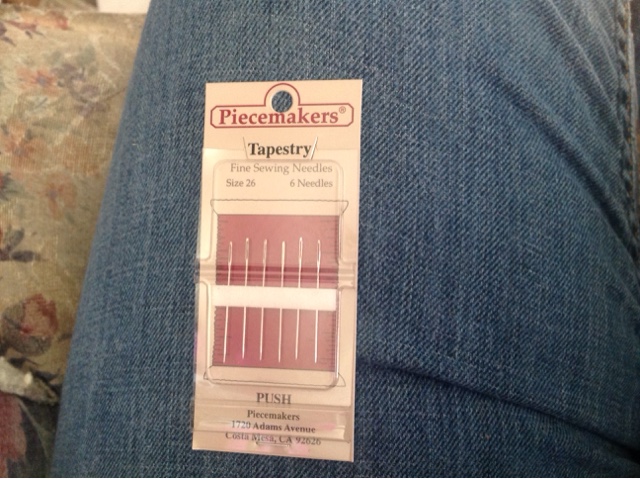 Piecemakers®
Tapestry
Fine Sewing Needles
Size 26 6 Needles
PUSH
Piecemakers
1720 Adams Avenue
Costa Mesa, CA 92626